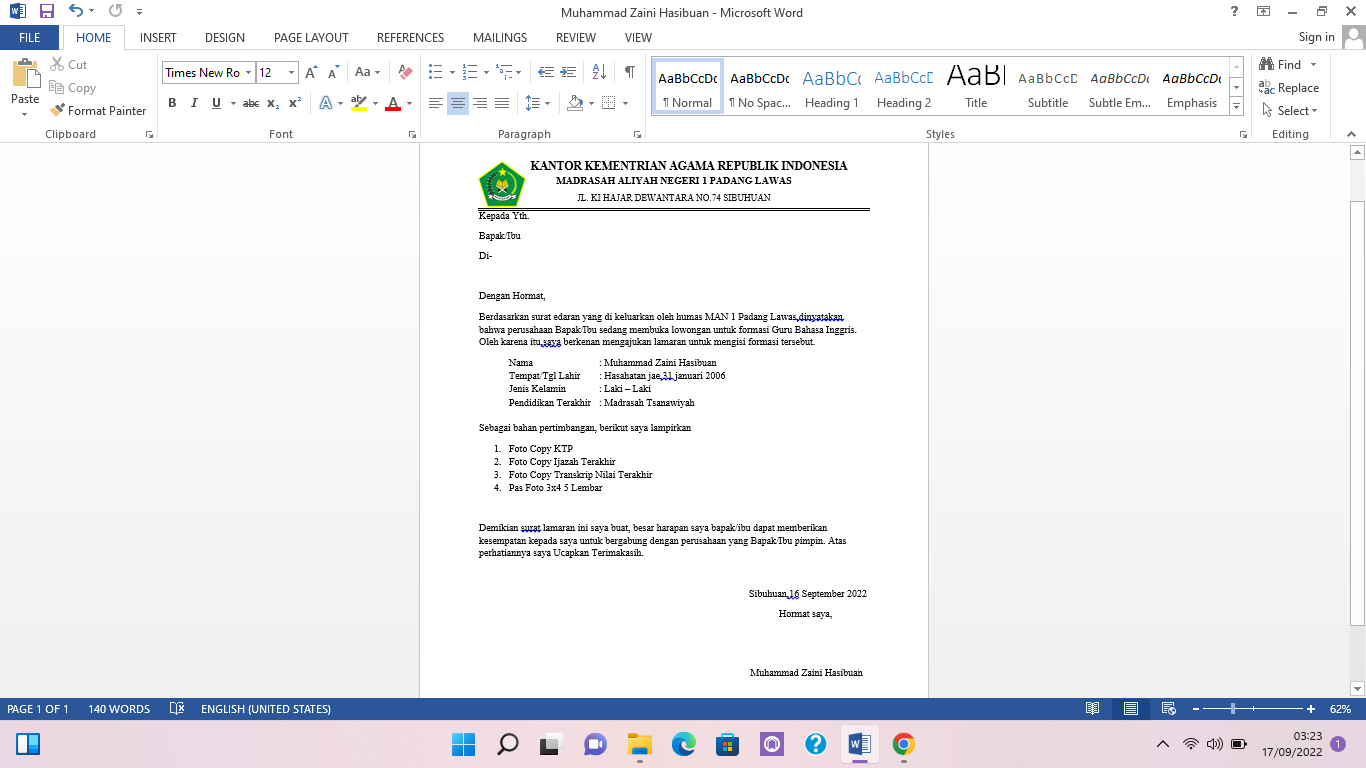 Muhammad Zaini Hasibuan - Microsoft Word
FILE HOME INSERT DESIGN PAGE LAYOUT REFERENCES MAILINGS REVIEW VIEW Sign in
Paste
Cut
Copy
Format Painter
Clipboard
Times New Ro 12
B I U abc x₂ x²
Font
Paragraph
AaBbCcDc AaBbCcDc AaBbCc AaBbCcD AaB AaBbCcD AaBbCcDc AaBbCcDc
¶ Normal ¶ No Spac... Heading 1 Heading 2 Title Subtitle Subtle Em... Emphasis
Styles
Find
Replace
Select
Editing
KANTOR KEMENTRIAN AGAMA REPUBLIK INDONESIA
MADRASAH ALIYAH NEGERI 1 PADANG LAWAS
JL. KI HAJAR DEWANTARA NO.74 SIBUHUAN
Kepada Yth.
Bapak/Ibu
Di-
Dengan Hormat,
Berdasarkan surat edaran yang di keluarkan oleh humas MAN 1 Padang Lawas,dinyatakan
bahwa perusahaan Bapak/Ibu sedang membuka lowongan untuk formasi Guru Bahasa Inggris.
Oleh karena itu,saya berkenan mengajukan lamaran untuk mengisi formasi tersebut.
Nama : Muhammad Zaini Hasibuan
Tempat/Tgl Lahir : Hasahatan jae,31 januari 2006
Jenis Kelamin : Laki – Laki
Pendidikan Terakhir : Madrasah Tsanawiyah
Sebagai bahan pertimbangan, berikut saya lampirkan
1. Foto Copy KTP
2. Foto Copy Ijazah Terakhir
3. Foto Copy Transkrip Nilai Terakhir
4. Pas Foto 3x4 5 Lembar
Demikian surat lamaran ini saya buat, besar harapan saya bapak/ibu dapat memberikan
kesempatan kepada saya untuk bergabung dengan perusahaan yang Bapak/Ibu pimpin. Atas
perhatiannya saya Ucapkan Terimakasih.
Sibuhuan,16 September 2022
Hormat saya,
Muhammad Zaini Hasibuan
PAGE 1 OF 1 140 WORDS ENGLISH (UNITED STATES) 62%
03:23
17/09/2022 1